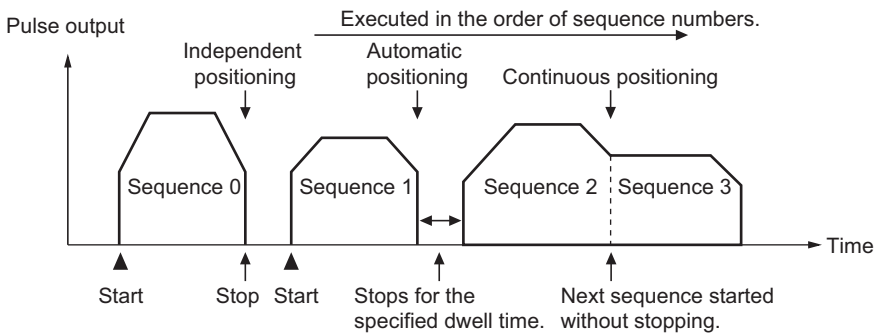 Executed in the order of sequence numbers.
Pulse output
Independent
positioning
Automatic
positioning
Continuous positioning
Sequence 0
Sequence 1
Sequence 2
Sequence 3
Time
Start
Stop
Start
Stops for the
specified dwell time.
Next sequence started
without stopping.